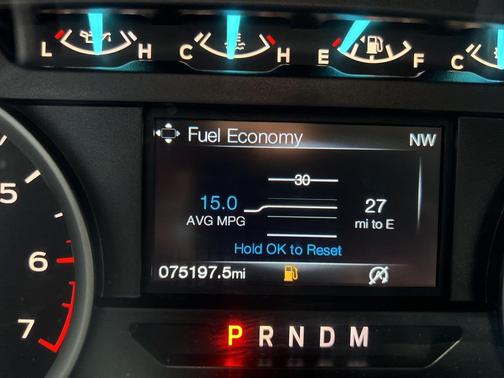 L H C H E F C
Fuel Economy NW
30
15.0 27
AVG MPG mi to E
Hold OK to Reset
075197.5mi
5
6
7
P R N D M